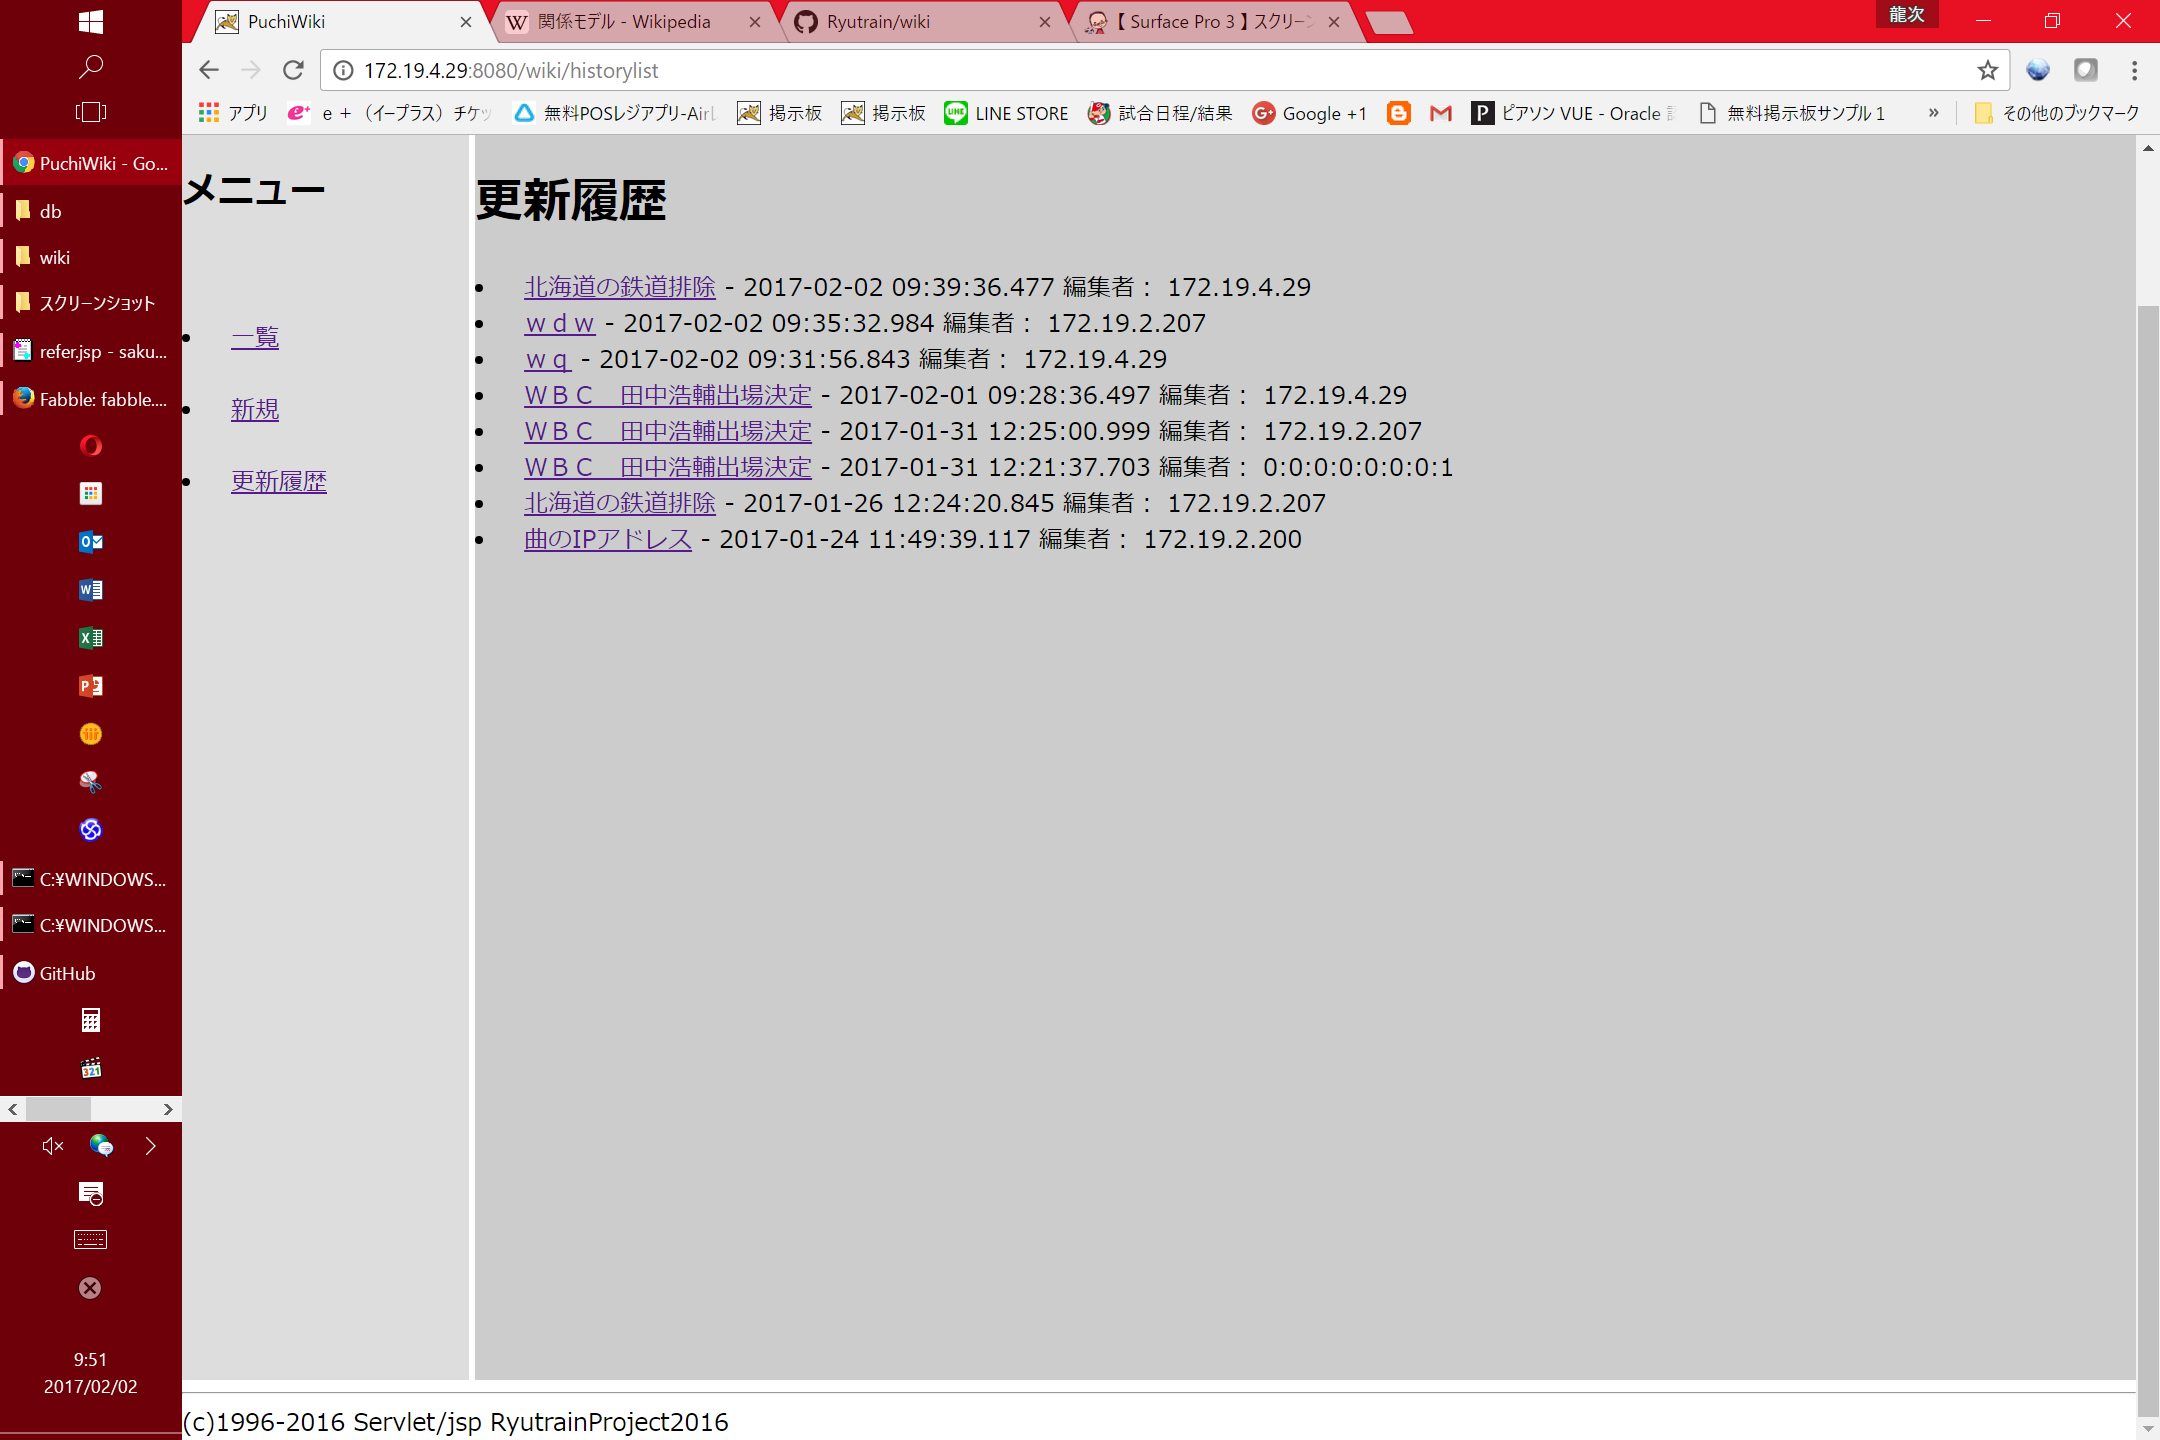 PuchiWiki
関係モデル - Wikipedia
Ryutrain/wiki
【 Surface Pro 3 】 スクリーン
龍次
172.19.4.29:8080/wiki/historylist
アプリ
e＋（イープラス）チケッ
無料POSレジアプリ-Air
掲示板
掲示板
LINE STORE
試合日程/結果
Google +1
ピアソン VUE - Oracle
無料掲示板サンプル１
»
その他のブックマーク
PuchiWiki - Go...
db
wiki
スクリーンショット
refer.jsp - saku...
Fabble: fabble....
C:¥WINDOWS...
C:¥WINDOWS...
GitHub
9:51
2017/02/02
メニュー
一覧
新規
更新履歴
更新履歴
北海道の鉄道排除 - 2017-02-02 09:39:36.477 編集者： 172.19.4.29
ｗｄｗ - 2017-02-02 09:35:32.984 編集者： 172.19.2.207
ｗｑ - 2017-02-02 09:31:56.843 編集者： 172.19.4.29
ＷＢＣ　田中浩輔出場決定 - 2017-02-01 09:28:36.497 編集者： 172.19.4.29
ＷＢＣ　田中浩輔出場決定 - 2017-01-31 12:25:00.999 編集者： 172.19.2.207
ＷＢＣ　田中浩輔出場決定 - 2017-01-31 12:21:37.703 編集者： 0:0:0:0:0:0:0:1
北海道の鉄道排除 - 2017-01-26 12:24:20.845 編集者： 172.19.2.207
曲のIPアドレス - 2017-01-24 11:49:39.117 編集者： 172.19.2.200
(c)1996-2016 Servlet/jsp RyutrainProject2016